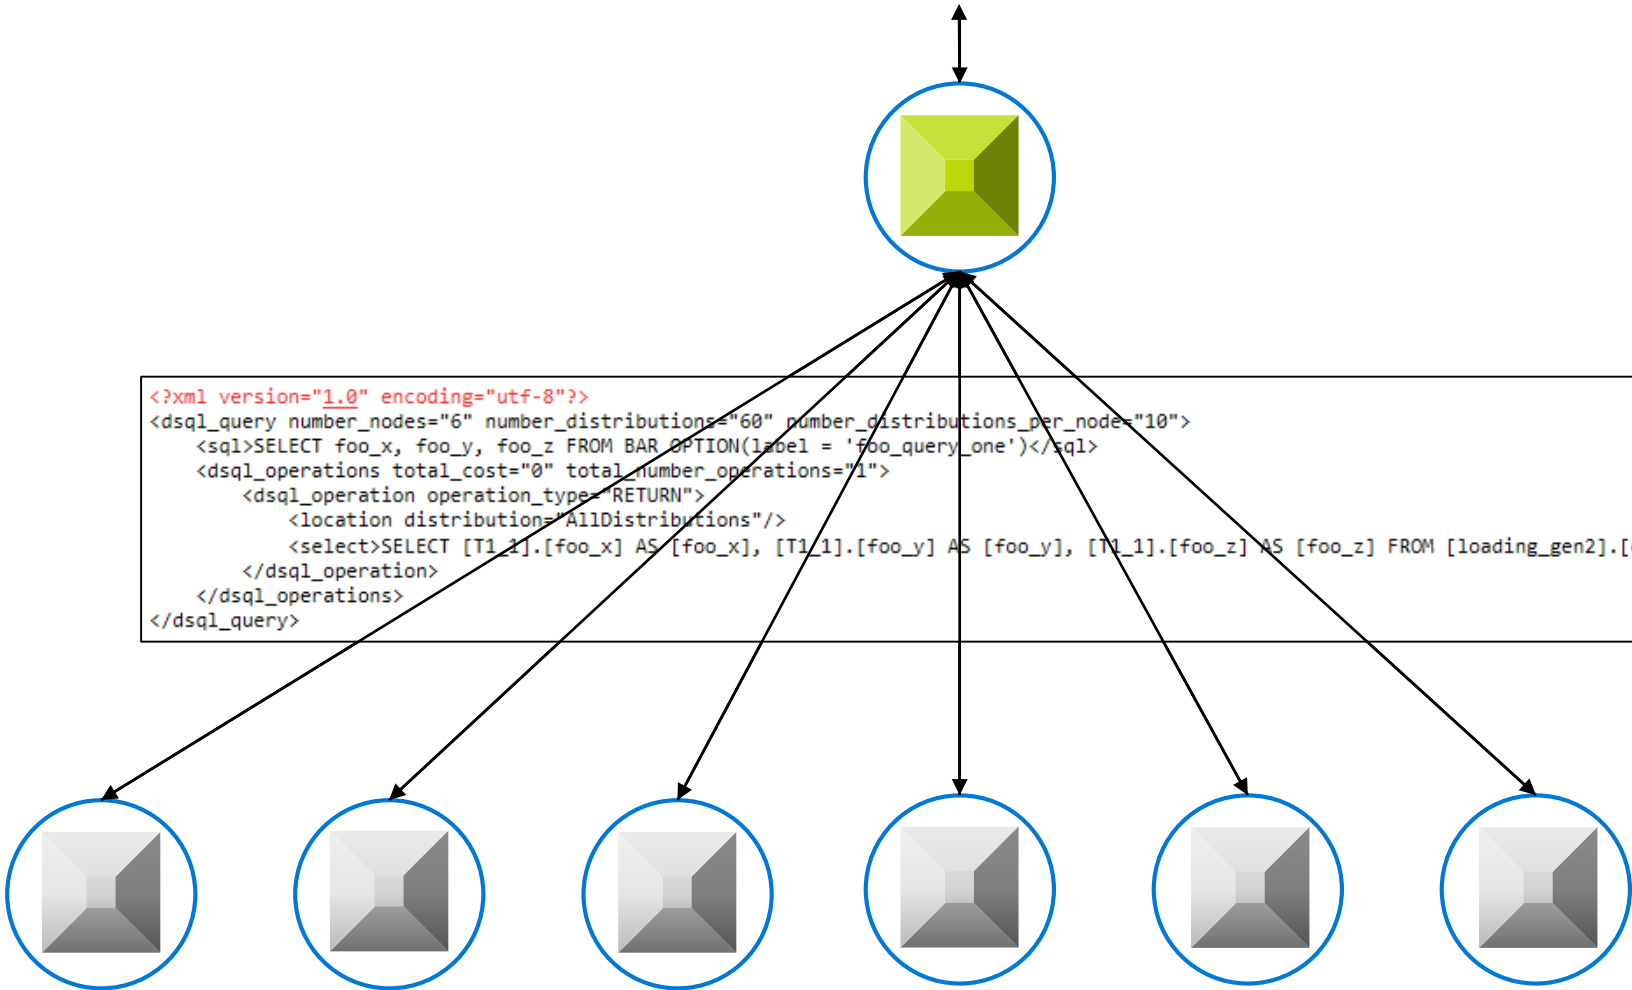 <?xml version="1.0" encoding="utf-8"?>
<dsql_query number_nodes="6" number_distributions="60" number_distributions_per_node="10">
<sql>SELECT foo_x, foo_y, foo_z FROM BAR OPTION(label = 'foo_query_one')</sql>
<dsql_operations total_cost="0" total_number_operations="1">
<dsql_operation operation_type="RETURN">
<location distribution="AllDistributions"/>
<select>SELECT [T1_1].[foo_x] AS [foo_x], [T1_1].[foo_y] AS [foo_y], [T1_1].[foo_z] AS [foo_z] FROM [loading_gen2].[
</dsql_operation>
</dsql_operations>
</dsql_query>